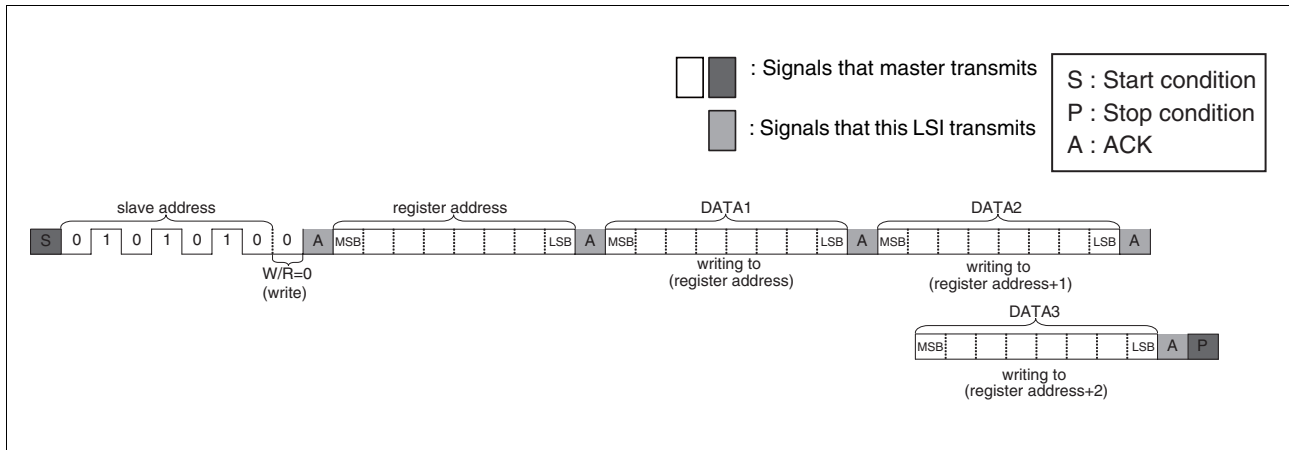 : Signals that master transmits
: Signals that this LSI transmits
S : Start condition
P : Stop condition
A : ACK
slave address
register address
DATA1
DATA2
S 0 1 0 1 0 1 0 0 A MSB LSB A MSB LSB A MSB LSB A
W/R=0
(write)
writing to
(register address)
writing to
(register address+1)
DATA3
MSB LSB A P
writing to
(register address+2)